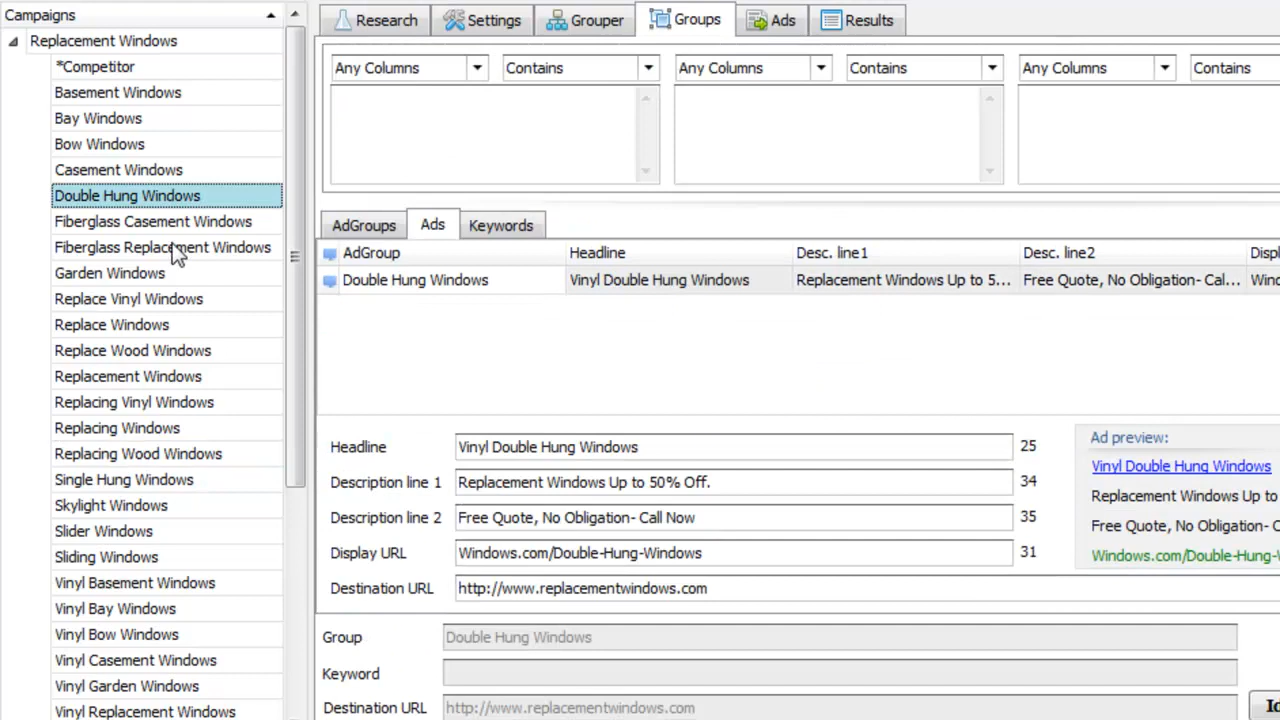 Campaigns
Replacement Windows
*Competitor
Basement Windows
Bay Windows
Bow Windows
Casement Windows
Double Hung Windows
Fiberglass Casement Windows
Fiberglass Replacement Windows
Garden Windows
Replace Vinyl Windows
Replace Windows
Replace Wood Windows
Replacement Windows
Replacing Vinyl Windows
Replacing Windows
Replacing Wood Windows
Single Hung Windows
Skylight Windows
Slider Windows
Sliding Windows
Vinyl Basement Windows
Vinyl Bay Windows
Vinyl Bow Windows
Vinyl Casement Windows
Vinyl Garden Windows
Vinyl Replacement Windows
Research Settings Grouper Groups Ads Results
Any Columns Contains Any Columns Contains Any Columns Contains
AdGroups Ads Keywords
AdGroup Headline Desc. line1 Desc. line2 Displ
Double Hung Windows Vinyl Double Hung Windows Replacement Windows Up to 5... Free Quote, No Obligation- Cal... Winc
Headline Vinyl Double Hung Windows 25
Description line 1 Replacement Windows Up to 50% Off. 34
Description line 2 Free Quote, No Obligation- Call Now 35
Display URL Windows.com/Double-Hung-Windows 31
Destination URL http://www.replacementwindows.com
Ad preview:
Vinyl Double Hung Windows
Replacement Windows Up to
Free Quote, No Obligation- C
Windows.com/Double-Hung-W
Group Double Hung Windows
Keyword
Destination URL http://www.replacementwindows.com